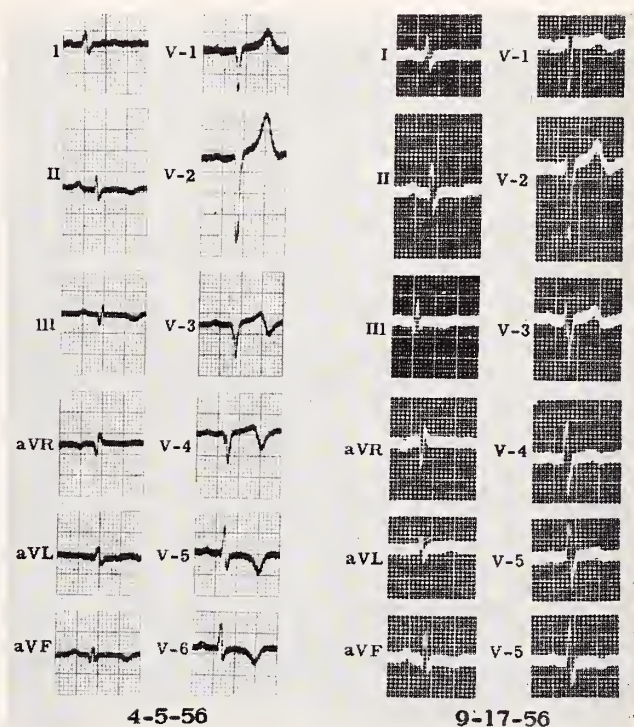 I V-1 I V-1
II V-2 II V-2
III V-3 III V-3
aVR V-4 aVR V-4
aVL V-5 aVL V-5
aVF V-6 aVF V-5
4-5-56 9-17-56